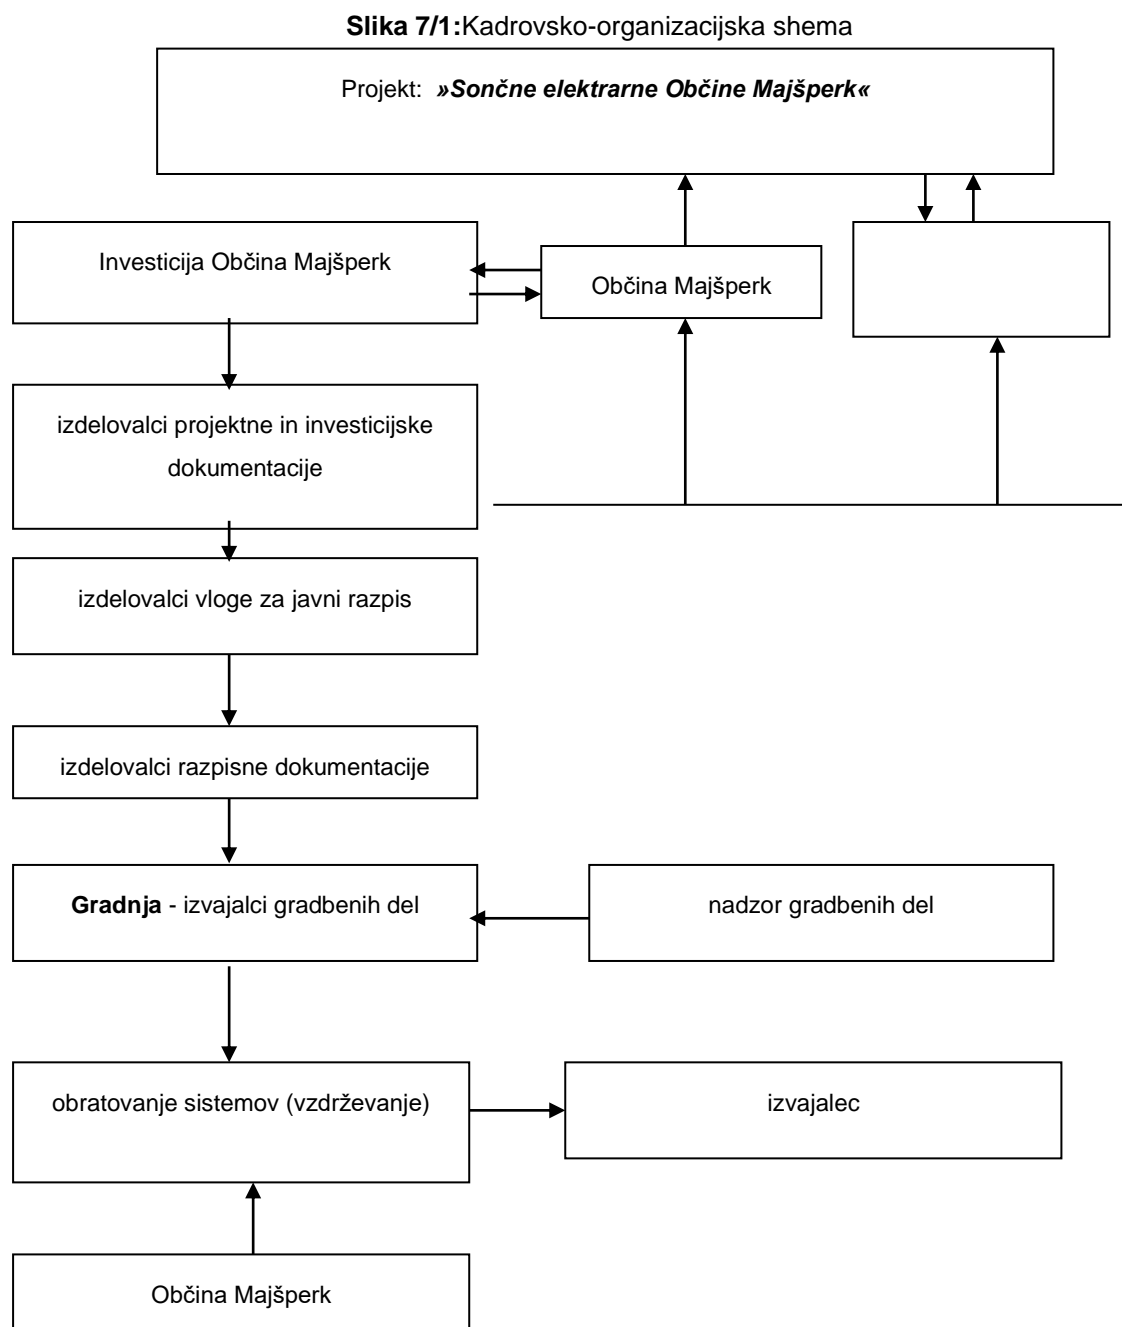 Slika 7/1:Kadrovsko-organizacijska shema
Projekt: »Sončne elektrarne Občine Majšperk«
Investicija Občina Majšperk
Občina Majšperk
izdelovalci projektne in investicijske
dokumentacije
izdelovalci vloge za javni razpis
izdelovalci razpisne dokumentacije
Gradnja - izvajalci gradbenih del
nadzor gradbenih del
obratovanje sistemov (vzdrževanje)
izvajalec
Občina Majšperk